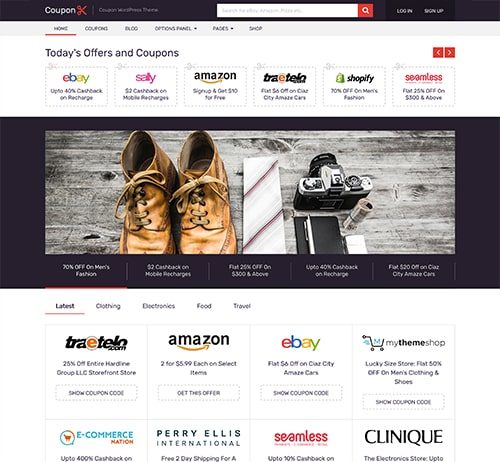 Coupon Coupon WordPress Theme Search for eBay, Amazon, Pizza etc. LOG IN SIGN UP
HOME COUPONS BLOG OPTIONS PANEL PAGES SHOP
Today's Offers and Coupons
ebay
Upto 40% Cashback
on Recharge
sally
$2 Cashback on
Mobile Recharges
amazon
Signup & Get $10
for Free
traeteln
.com
Flat $6 Off on Claz
City Amaze Cars
shopify
70% OFF On Men's
Fashion
seamless
Flat 25% OFF On
$300 & Above
70% OFF On Men's
Fashion
$2 Cashback on
Mobile Recharges
Flat 25% OFF On
$300 & Above
Upto 40% Cashback
on Recharge
Flat $20 Off on Claz
City Amaze Cars
Latest Clothing Electronics Food Travel
traeteln
.com
25% Off Entire Hardline
Group LLC Storefront Store
SHOW COUPON CODE
amazon
2 for $5.99 Each on Select
Items
GET THIS OFFER
ebay
Flat $6 Off on Claz City
Amaze Cars
SHOW COUPON CODE
mythemeshop
Lucky Size Store: Flat 50%
OFF On Men's Clothing &
Shoes
SHOW COUPON CODE
E-COMMERCE
NATION
Upto 400% Cashback on
PERRY ELLIS
INTERNATIONAL
Free 2 Day Shipping For A
seamless
Upto 10% Cashback on
CLINIQUE
The Electronics Store: Upto